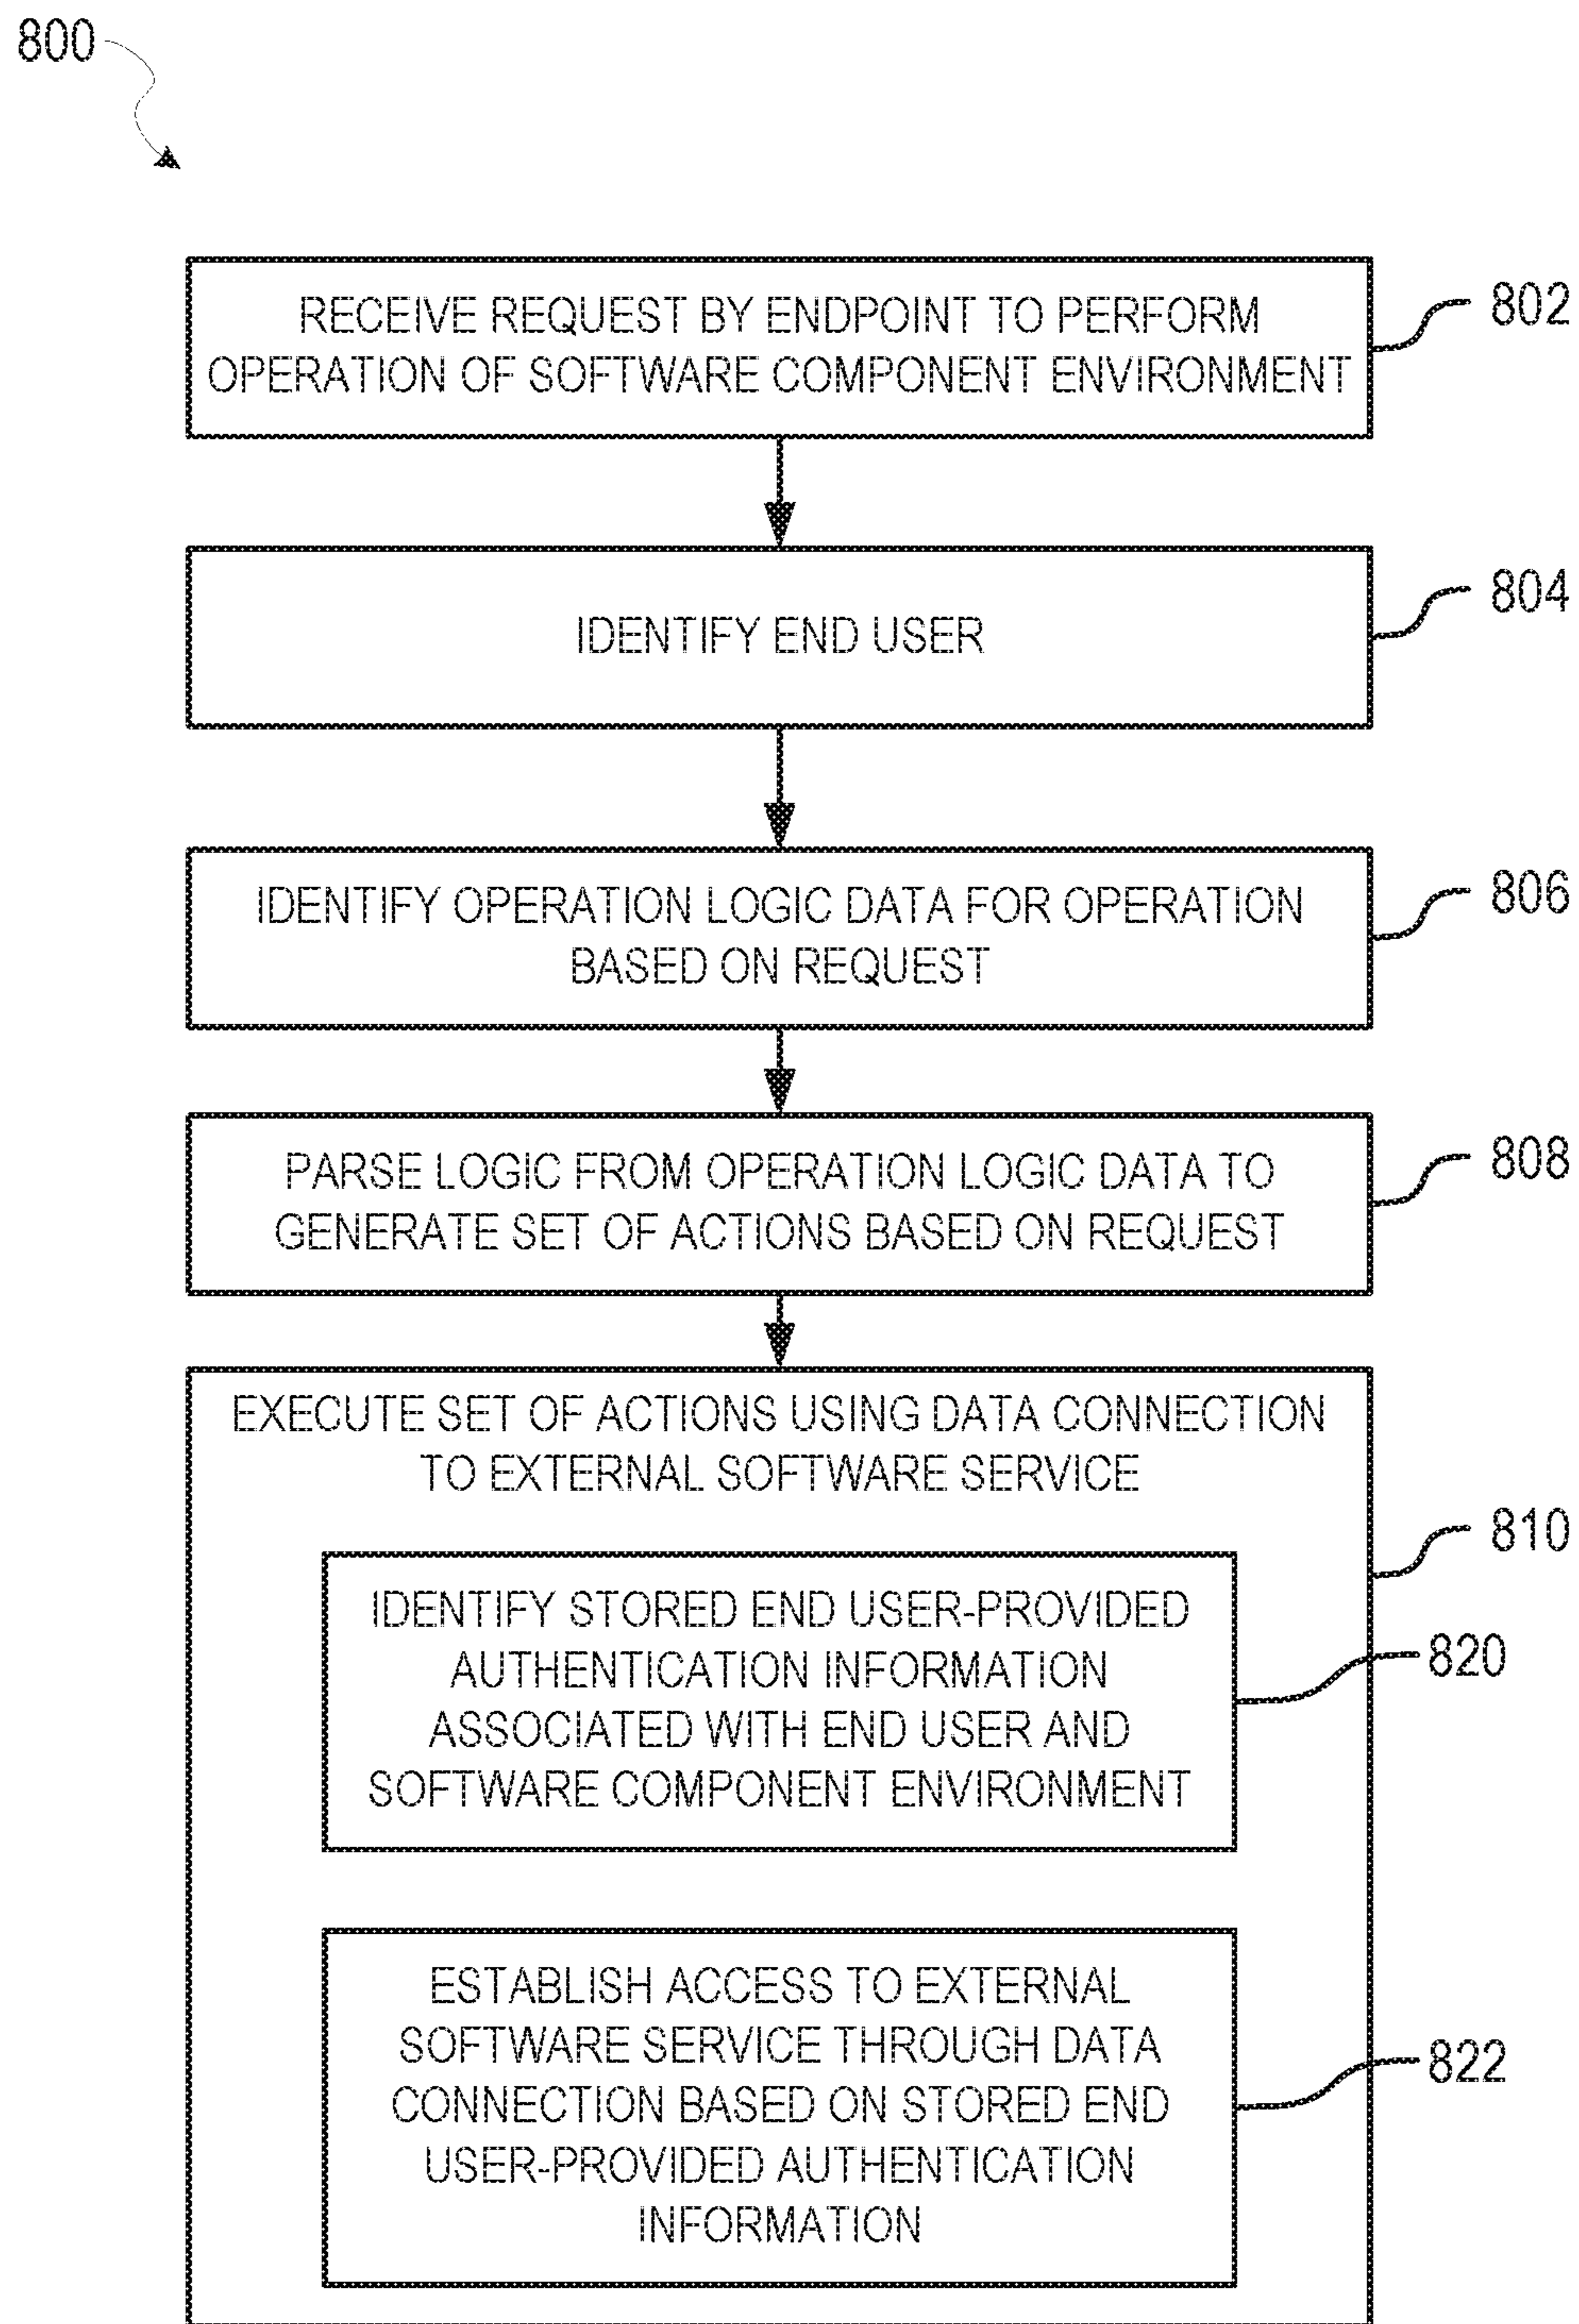 800
RECEIVE REQUEST BY ENDPOINT TO PERFORM
OPERATION OF SOFTWARE COMPONENT ENVIRONMENT
802
IDENTIFY END USER
804
IDENTIFY OPERATION LOGIC DATA FOR OPERATION
BASED ON REQUEST
806
PARSE LOGIC FROM OPERATION LOGIC DATA TO
GENERATE SET OF ACTIONS BASED ON REQUEST
808
EXECUTE SET OF ACTIONS USING DATA CONNECTION
TO EXTERNAL SOFTWARE SERVICE
810
IDENTIFY STORED END USER-PROVIDED
AUTHENTICATION INFORMATION
ASSOCIATED WITH END USER AND
SOFTWARE COMPONENT ENVIRONMENT
820
ESTABLISH ACCESS TO EXTERNAL
SOFTWARE SERVICE THROUGH DATA
CONNECTION BASED ON STORED END
USER-PROVIDED AUTHENTICATION
INFORMATION
822